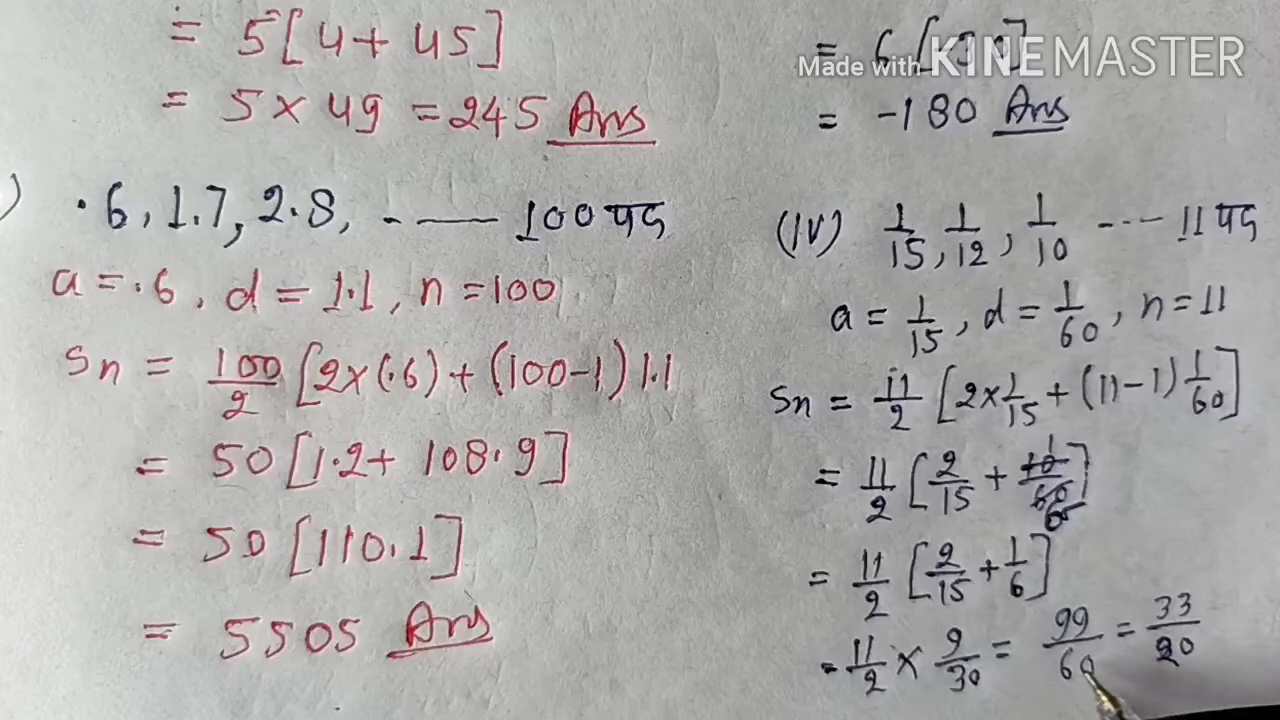 = 5[4+ 45]
= 5 × 49 = 245 Ans
) .6, 1.7, 2.8, ------ 100 पद
a = .6, d = 1.1, n = 100
Sn = 100/2 [2×(.6) + (100-1) 1.1
= 50 [1.2 + 108.9]
= 50 [110.1]
= 5505 Ans
Made with KINEMASTER
= -180 Ans
(IV) 1/15, 1/12, 1/10 ---- 11 पद
a = 1/15, d = 1/60, n = 11
Sn = 11/2 [2×1/15 + (11-1) 1/60]
= 11/2 [2/15 + 10/60]
= 11/2 [2/15 + 1/6]
= 11/2 × 9/30 = 99/60 = 33/20